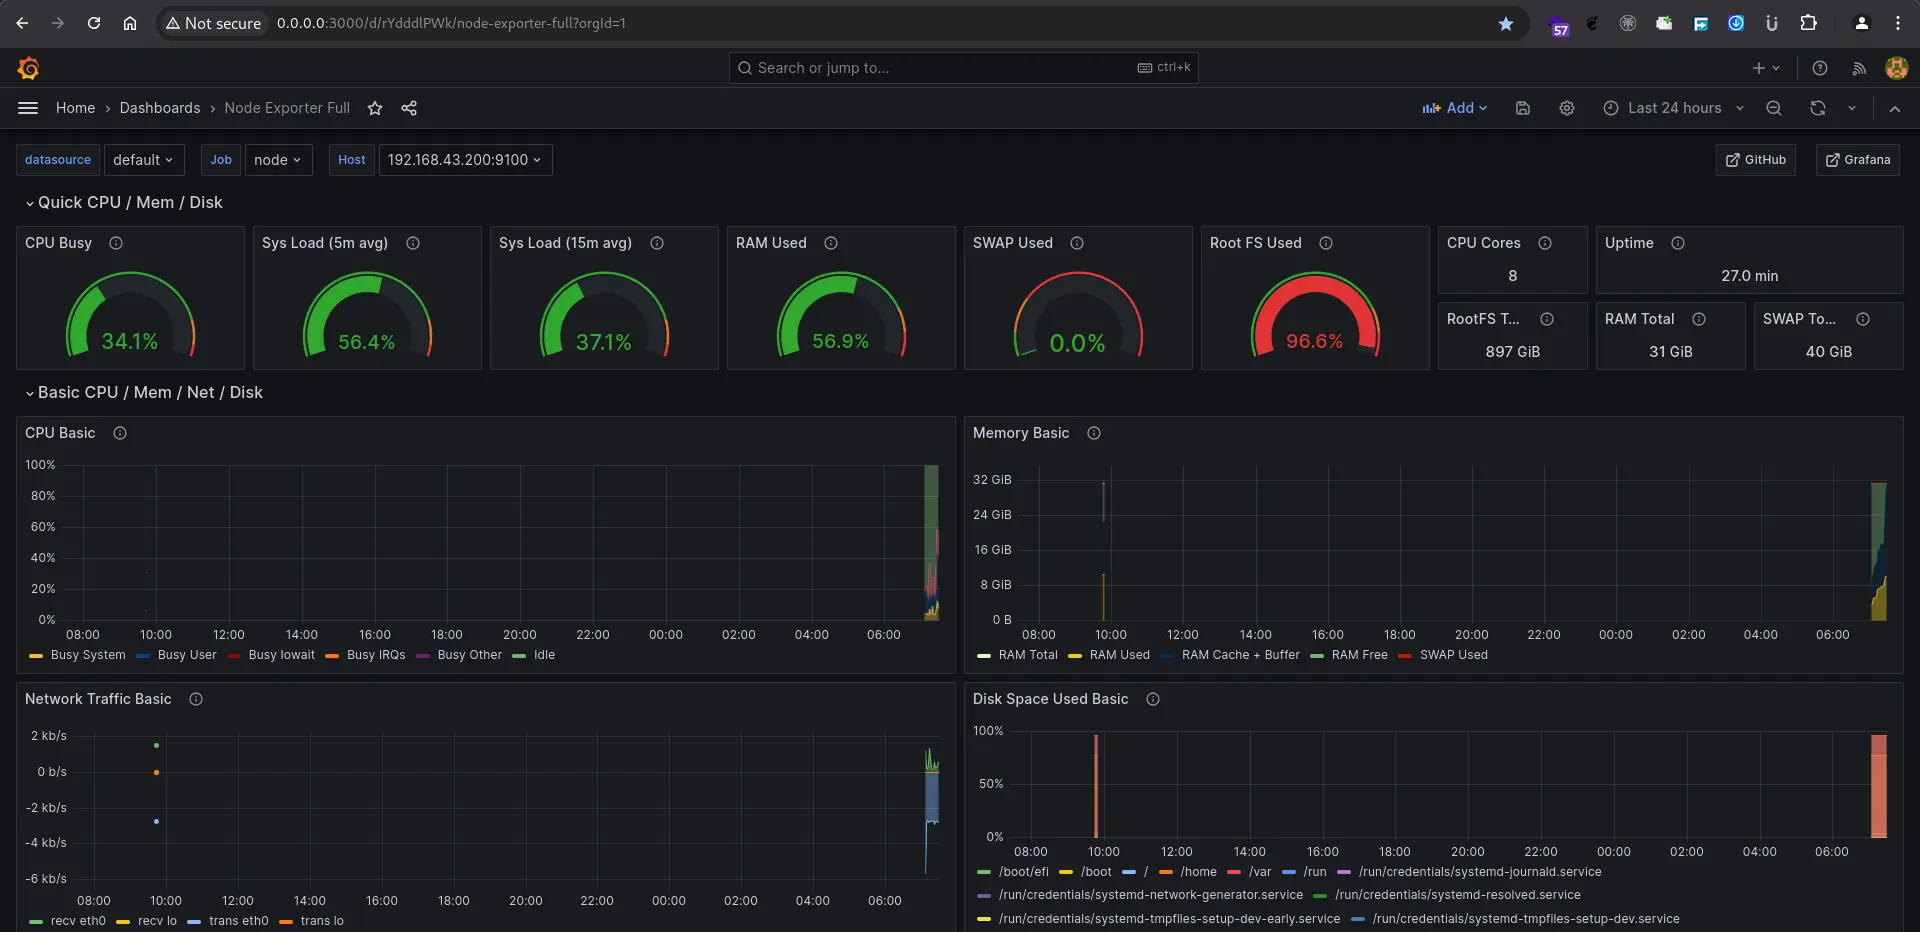 Not secure 0.0.0.0:3000/d/rYdddlPWk/node-exporter-full?orgId=1 57
Search or jump to... ctrl+k
Home › Dashboards › Node Exporter Full Add Last 24 hours
datasource default Job node Host 192.168.43.200:9100 GitHub Grafana
Quick CPU / Mem / Disk
CPU Busy Sys Load (5m avg) Sys Load (15m avg) RAM Used SWAP Used Root FS Used CPU Cores Uptime
8 27.0 min
RootFS T... RAM Total SWAP To...
34.1% 56.4% 37.1% 56.9% 0.0% 96.6%
897 GiB 31 GiB 40 GiB
Basic CPU / Mem / Net / Disk
CPU Basic
100%
80%
60%
40%
20%
0%
08:00 10:00 12:00 14:00 16:00 18:00 20:00 22:00 00:00 02:00 04:00 06:00
Busy System Busy User Busy Iowait Busy IRQs Busy Other Idle
Memory Basic
32 GiB
24 GiB
16 GiB
8 GiB
0 B
08:00 10:00 12:00 14:00 16:00 18:00 20:00 22:00 00:00 02:00 04:00 06:00
RAM Total RAM Used RAM Cache + Buffer RAM Free SWAP Used
Network Traffic Basic
2 kb/s
0 b/s
-2 kb/s
-4 kb/s
-6 kb/s
08:00 10:00 12:00 14:00 16:00 18:00 20:00 22:00 00:00 02:00 04:00 06:00
recv eth0 recv lo trans eth0 trans lo
Disk Space Used Basic
100%
50%
0%
08:00 10:00 12:00 14:00 16:00 18:00 20:00 22:00 00:00 02:00 04:00 06:00
/boot/efi /boot / /home /var /run /run/credentials/systemd-journald.service
/run/credentials/systemd-network-generator.service /run/credentials/systemd-resolved.service
/run/credentials/systemd-tmpfiles-setup-dev-early.service /run/credentials/systemd-tmpfiles-setup-dev.service